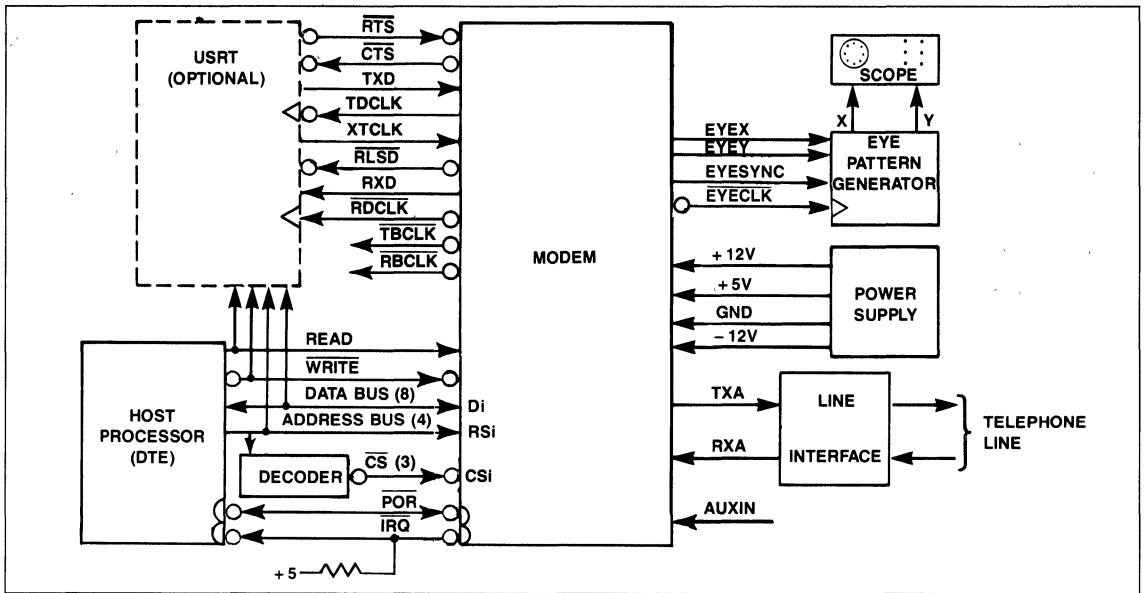 USRT
(OPTIONAL)
RTS
CTS
TXD
TDCLK
XTCLK
RLSD
RXD
RDCLK
TBCLK
RBCLK
MODEM
SCOPE
X
Y
EYEX
EYEY
EYESYNC
EYECLK
EYE
PATTERN
GENERATOR
+ 12V
+ 5V
GND
− 12V
POWER
SUPPLY
HOST
PROCESSOR
(DTE)
READ
WRITE
DATA BUS (8)
Di
ADDRESS BUS (4)
RSi
DECODER
CS (3)
CSi
POR
IRQ
+ 5
TXA
RXA
LINE
INTERFACE
TELEPHONE
LINE
AUXIN